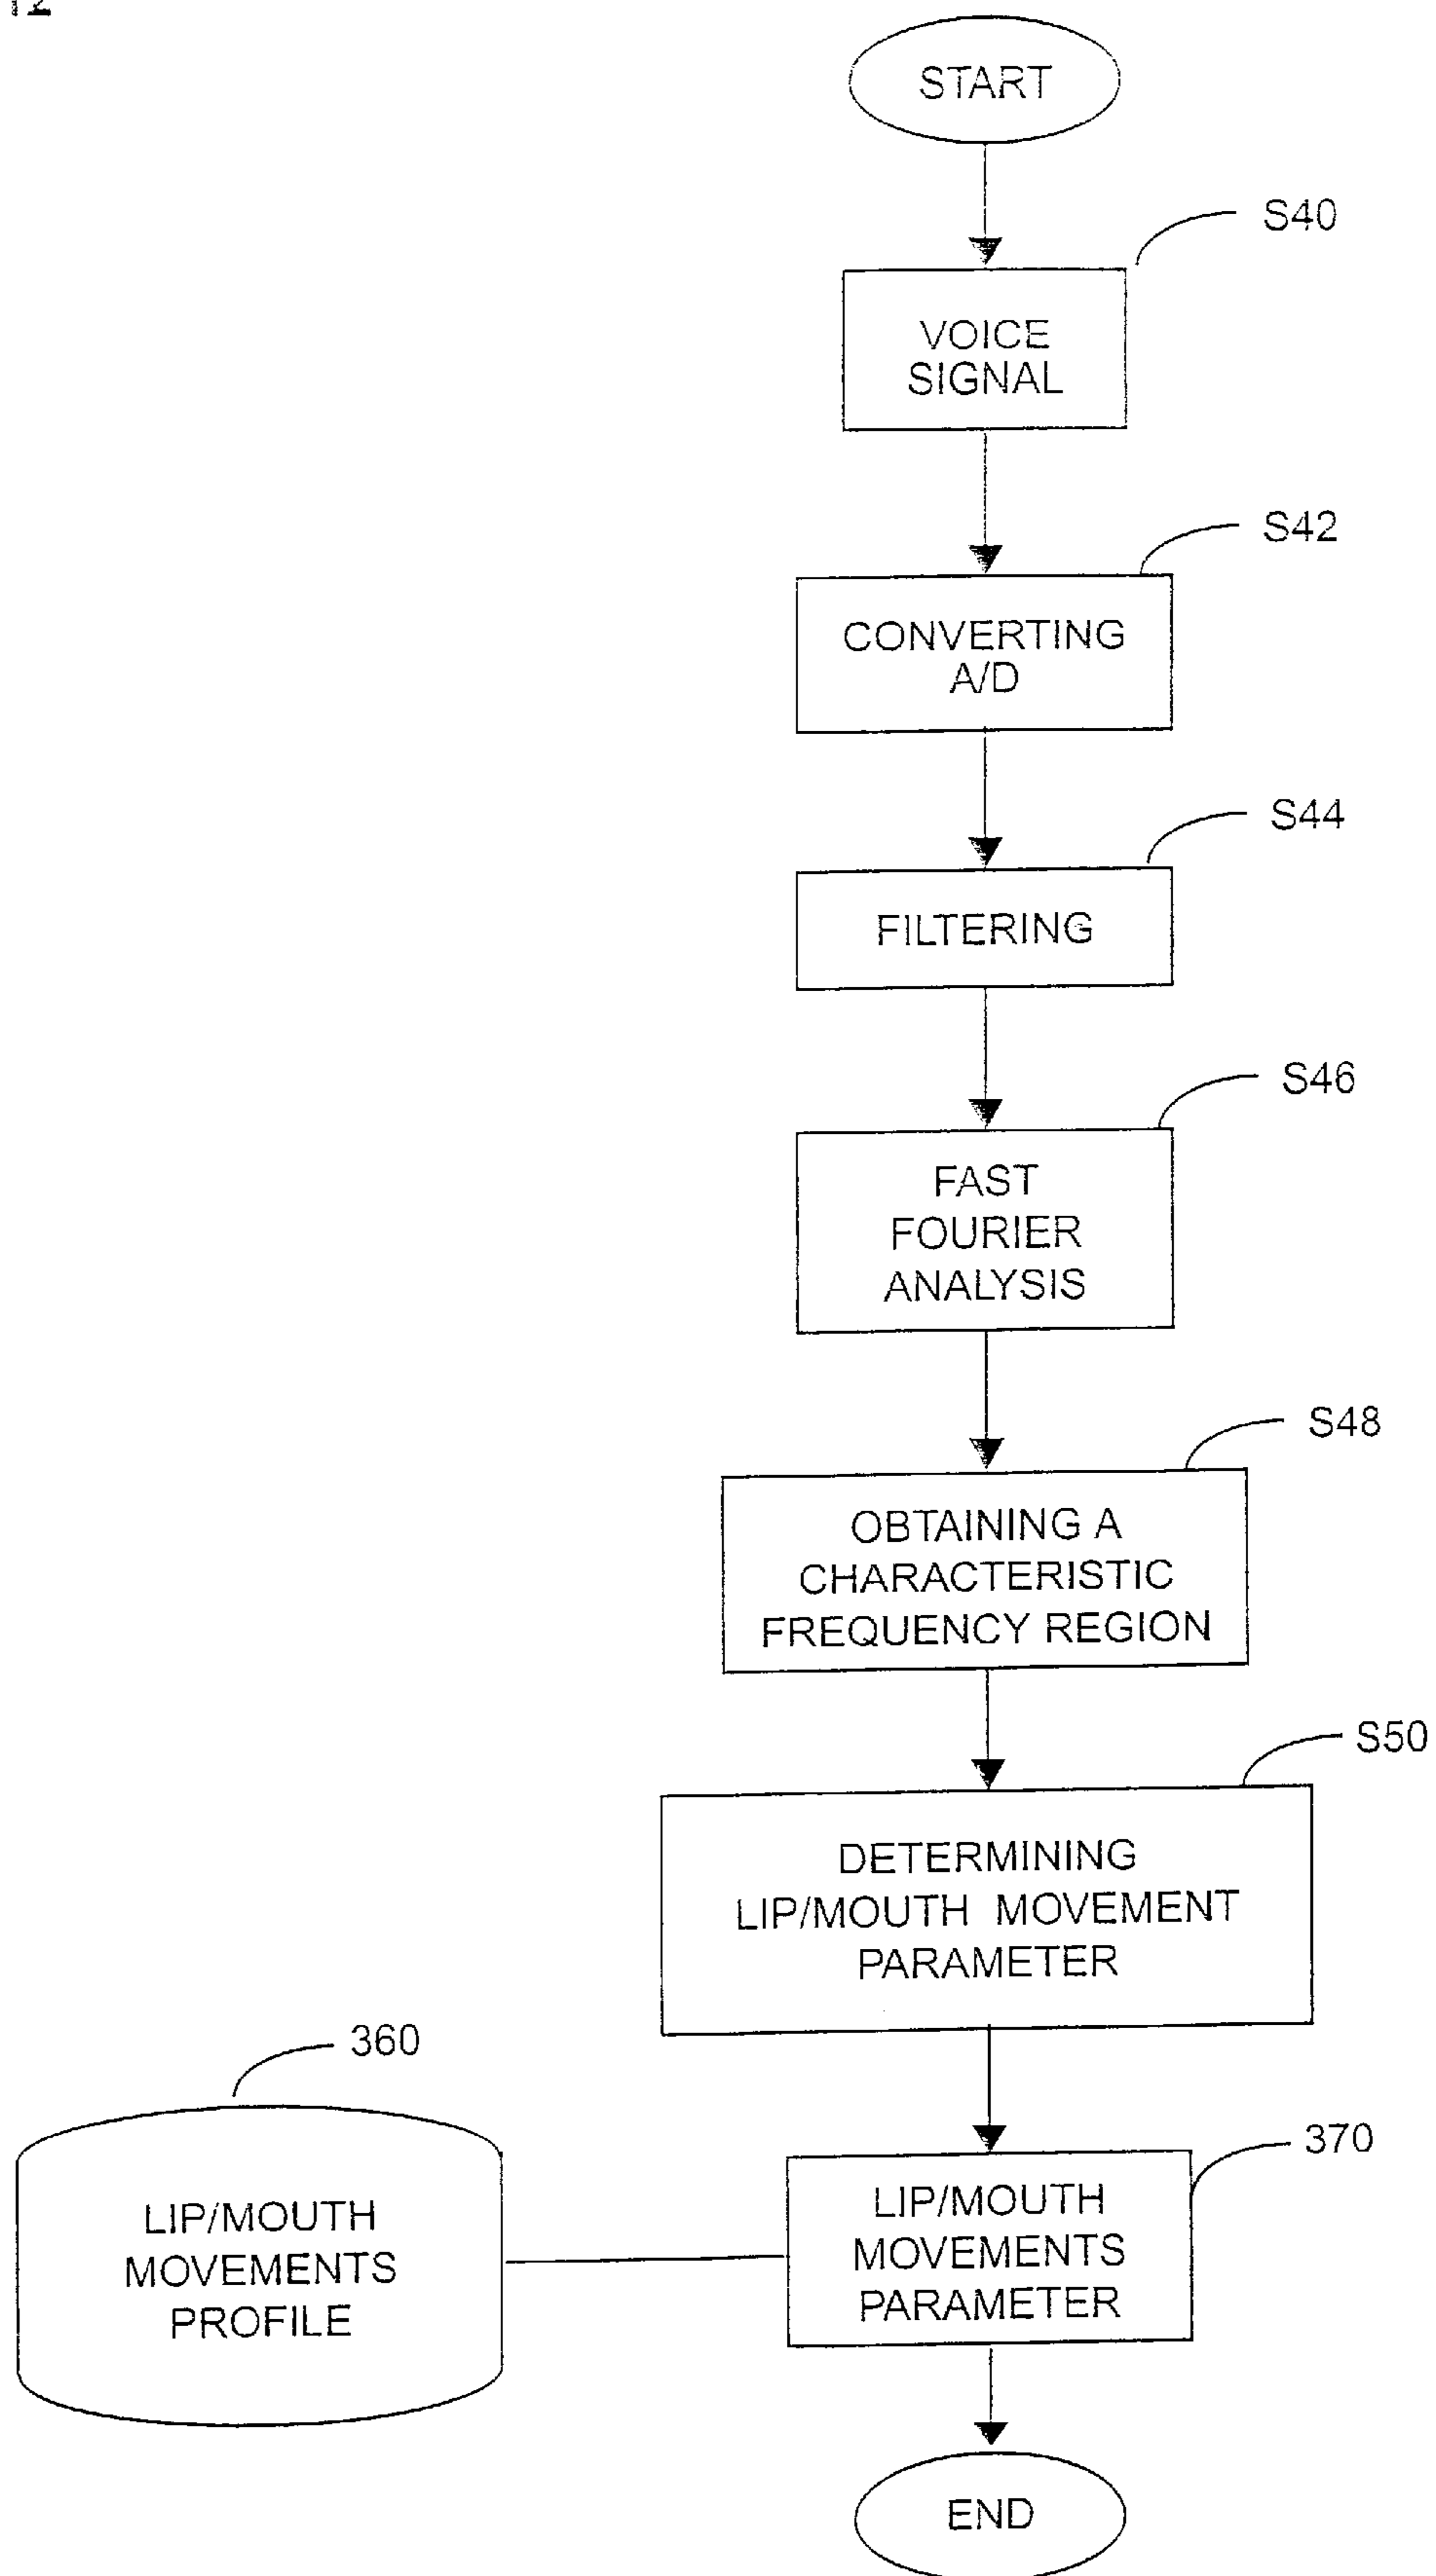 START
S40
VOICE
SIGNAL
S42
CONVERTING
A/D
S44
FILTERING
S46
FAST
FOURIER
ANALYSIS
S48
OBTAINING A
CHARACTERISTIC
FREQUENCY REGION
S50
DETERMINING
LIP/MOUTH MOVEMENT
PARAMETER
360
LIP/MOUTH
MOVEMENTS
PROFILE
370
LIP/MOUTH
MOVEMENTS
PARAMETER
END